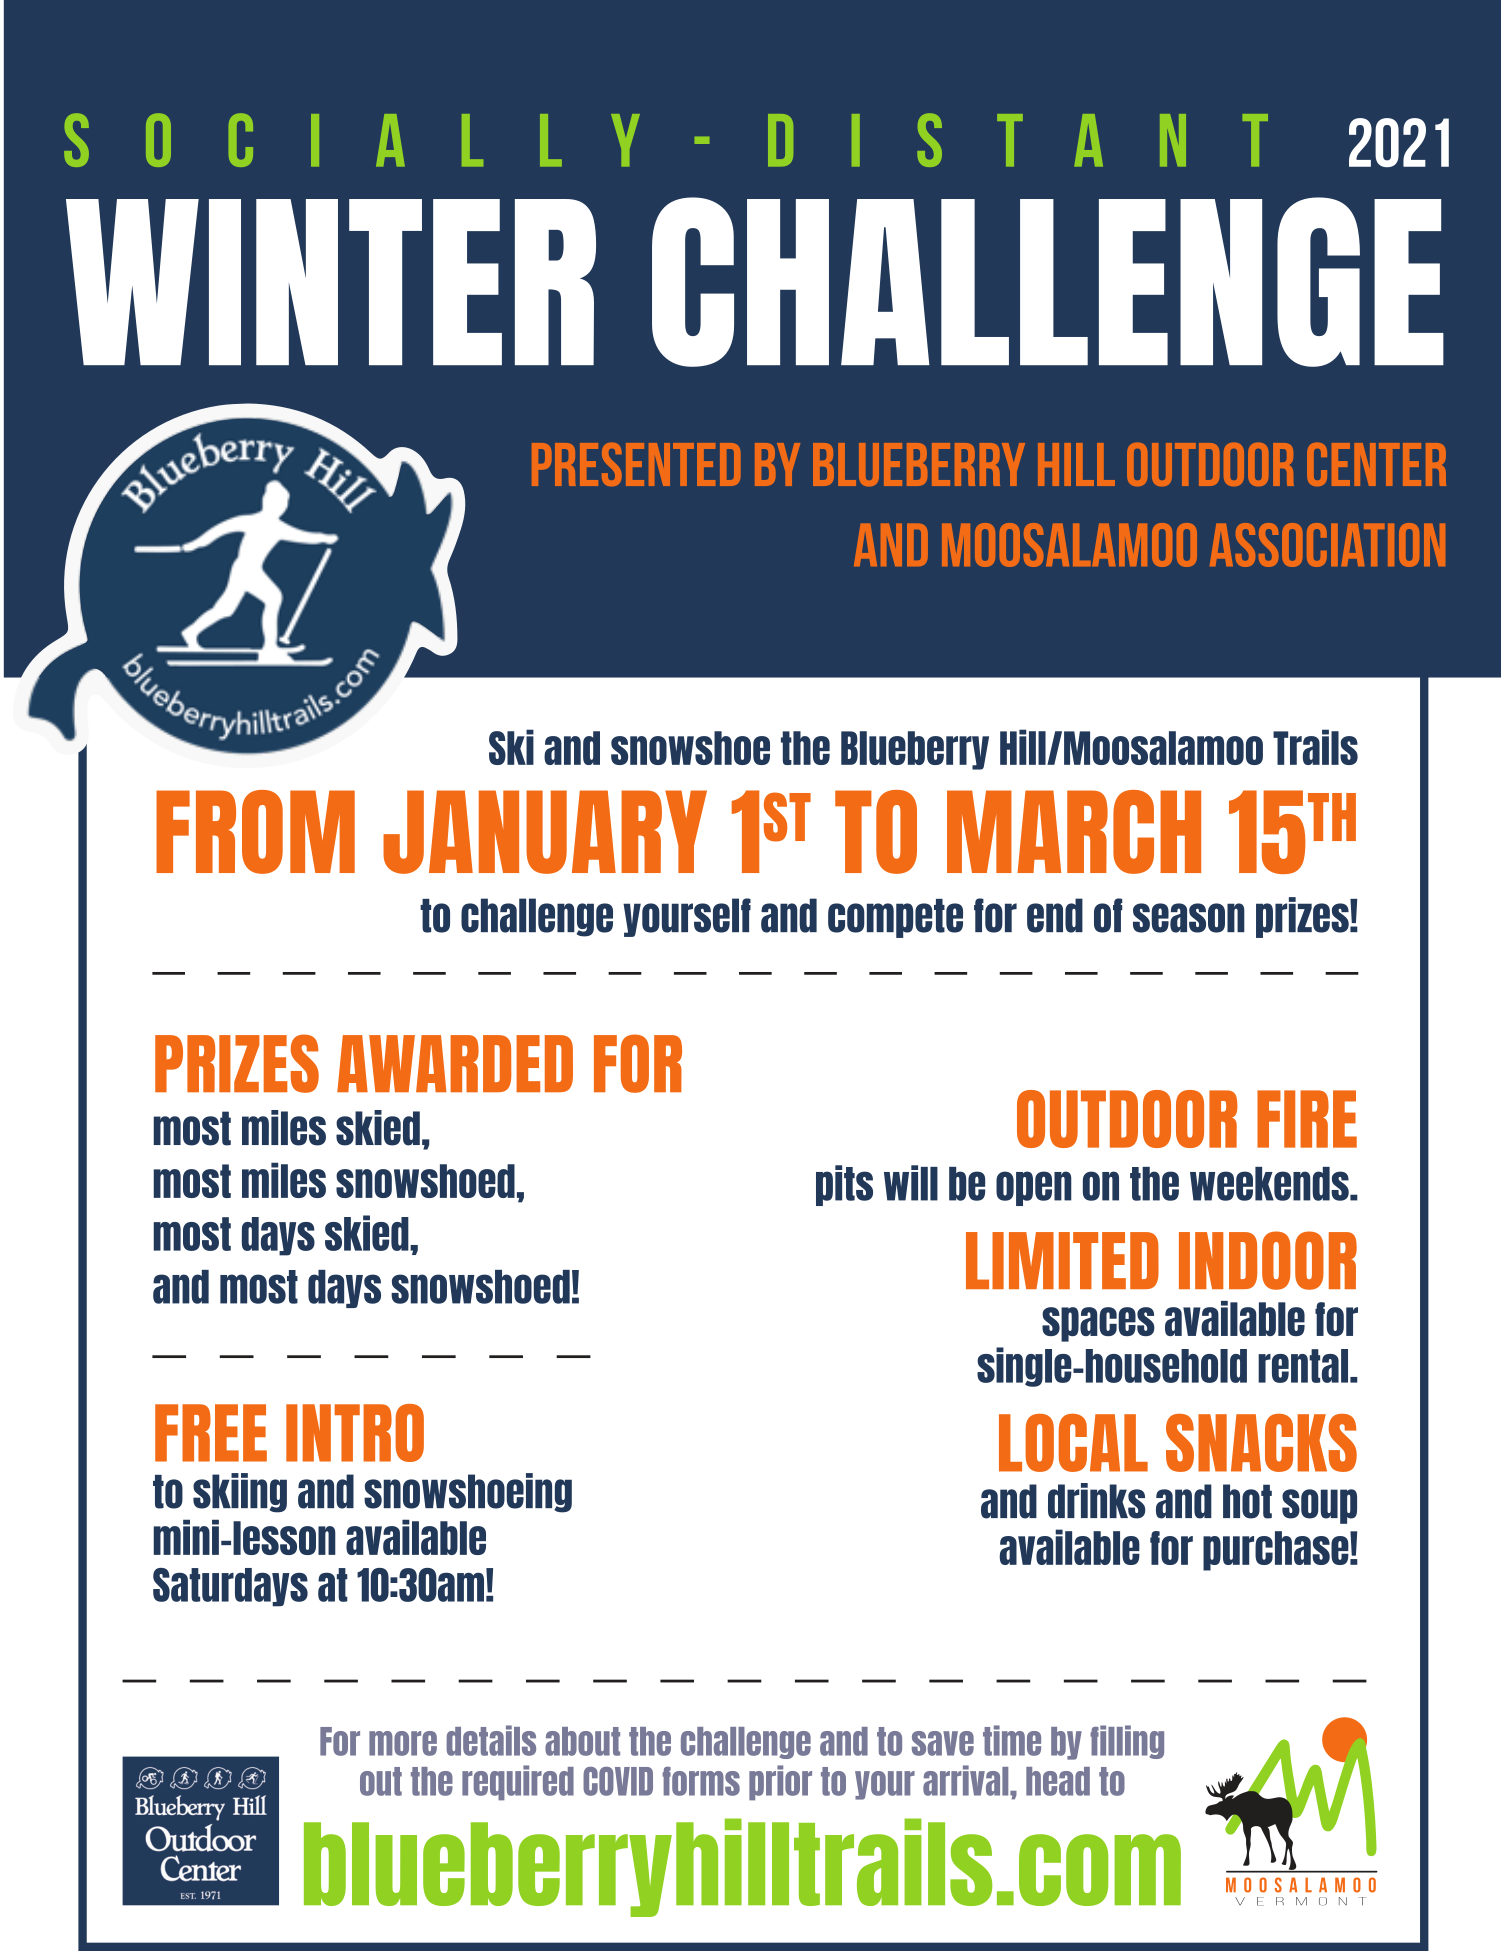 SOCIALLY-DISTANT 2021
WINTER CHALLENGE
Blueberry Hill
blueberryhilltrails.com
PRESENTED BY BLUEBERRY HILL OUTDOOR CENTER
AND MOOSALAMOO ASSOCIATION
Ski and snowshoe the Blueberry Hill/Moosalamoo Trails
FROM JANUARY 1ST TO MARCH 15TH
to challenge yourself and compete for end of season prizes!
PRIZES AWARDED FOR
most miles skied,
most miles snowshoed,
most days skied,
and most days snowshoed!
FREE INTRO
to skiing and snowshoeing
mini-lesson available
Saturdays at 10:30am!
OUTDOOR FIRE
pits will be open on the weekends.
LIMITED INDOOR
spaces available for
single-household rental.
LOCAL SNACKS
and drinks and hot soup
available for purchase!
For more details about the challenge and to save time by filling
out the required COVID forms prior to your arrival, head to
blueberryhilltrails.com
Blueberry Hill
Outdoor
Center
EST. 1971
MOOSALAMOO
VERMONT